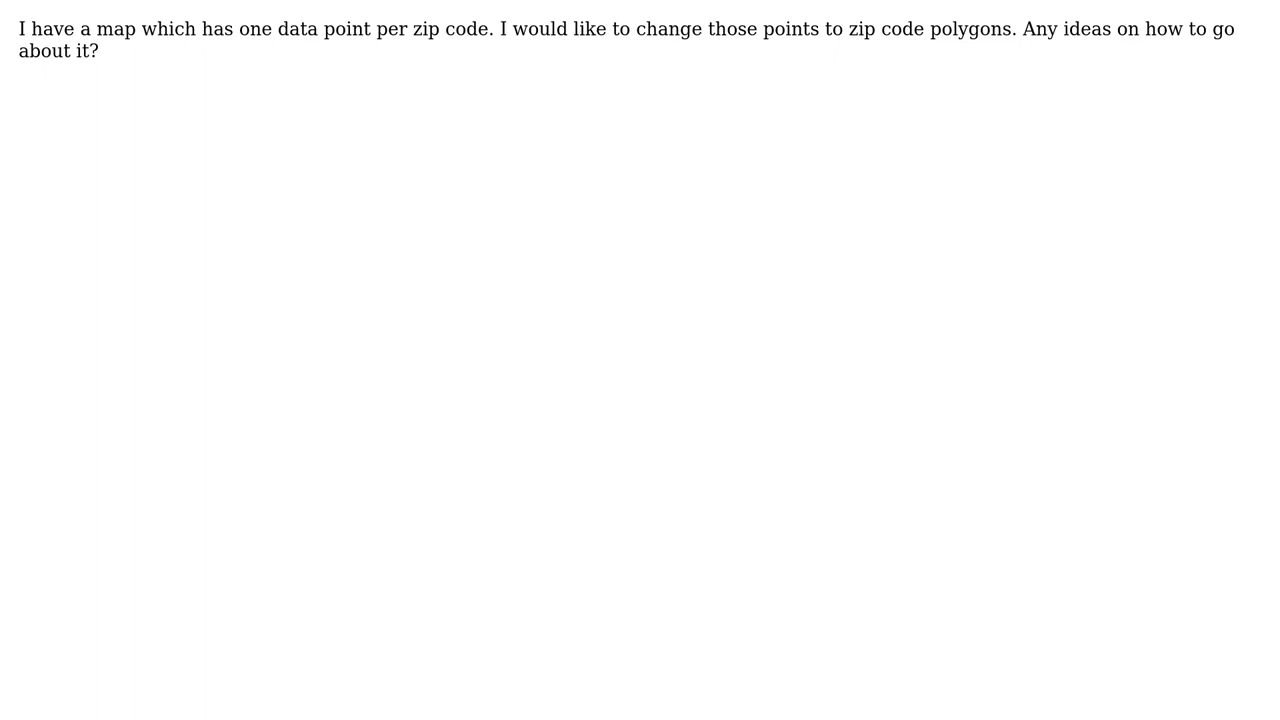 I have a map which has one data point per zip code. I would like to change those points to zip code polygons. Any ideas on how to go
about it?